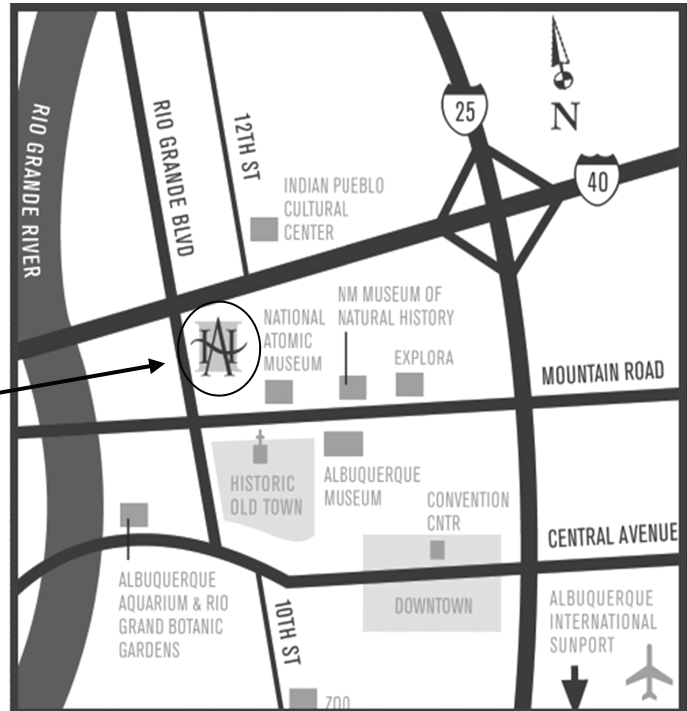 RIO GRANDE RIVER
RIO GRANDE BLVD
12TH ST
25
N
40
INDIAN PUEBLO
CULTURAL
CENTER
NATIONAL
ATOMIC
MUSEUM
NM MUSEUM OF
NATURAL HISTORY
EXPLORA
MOUNTAIN ROAD
HISTORIC
OLD TOWN
ALBUQUERQUE
MUSEUM
CONVENTION
CNTR
CENTRAL AVENUE
ALBUQUERQUE
AQUARIUM & RIO
GRAND BOTANIC
GARDENS
10TH ST
DOWNTOWN
ALBUQUERQUE
INTERNATIONAL
SUNPORT
ZOO